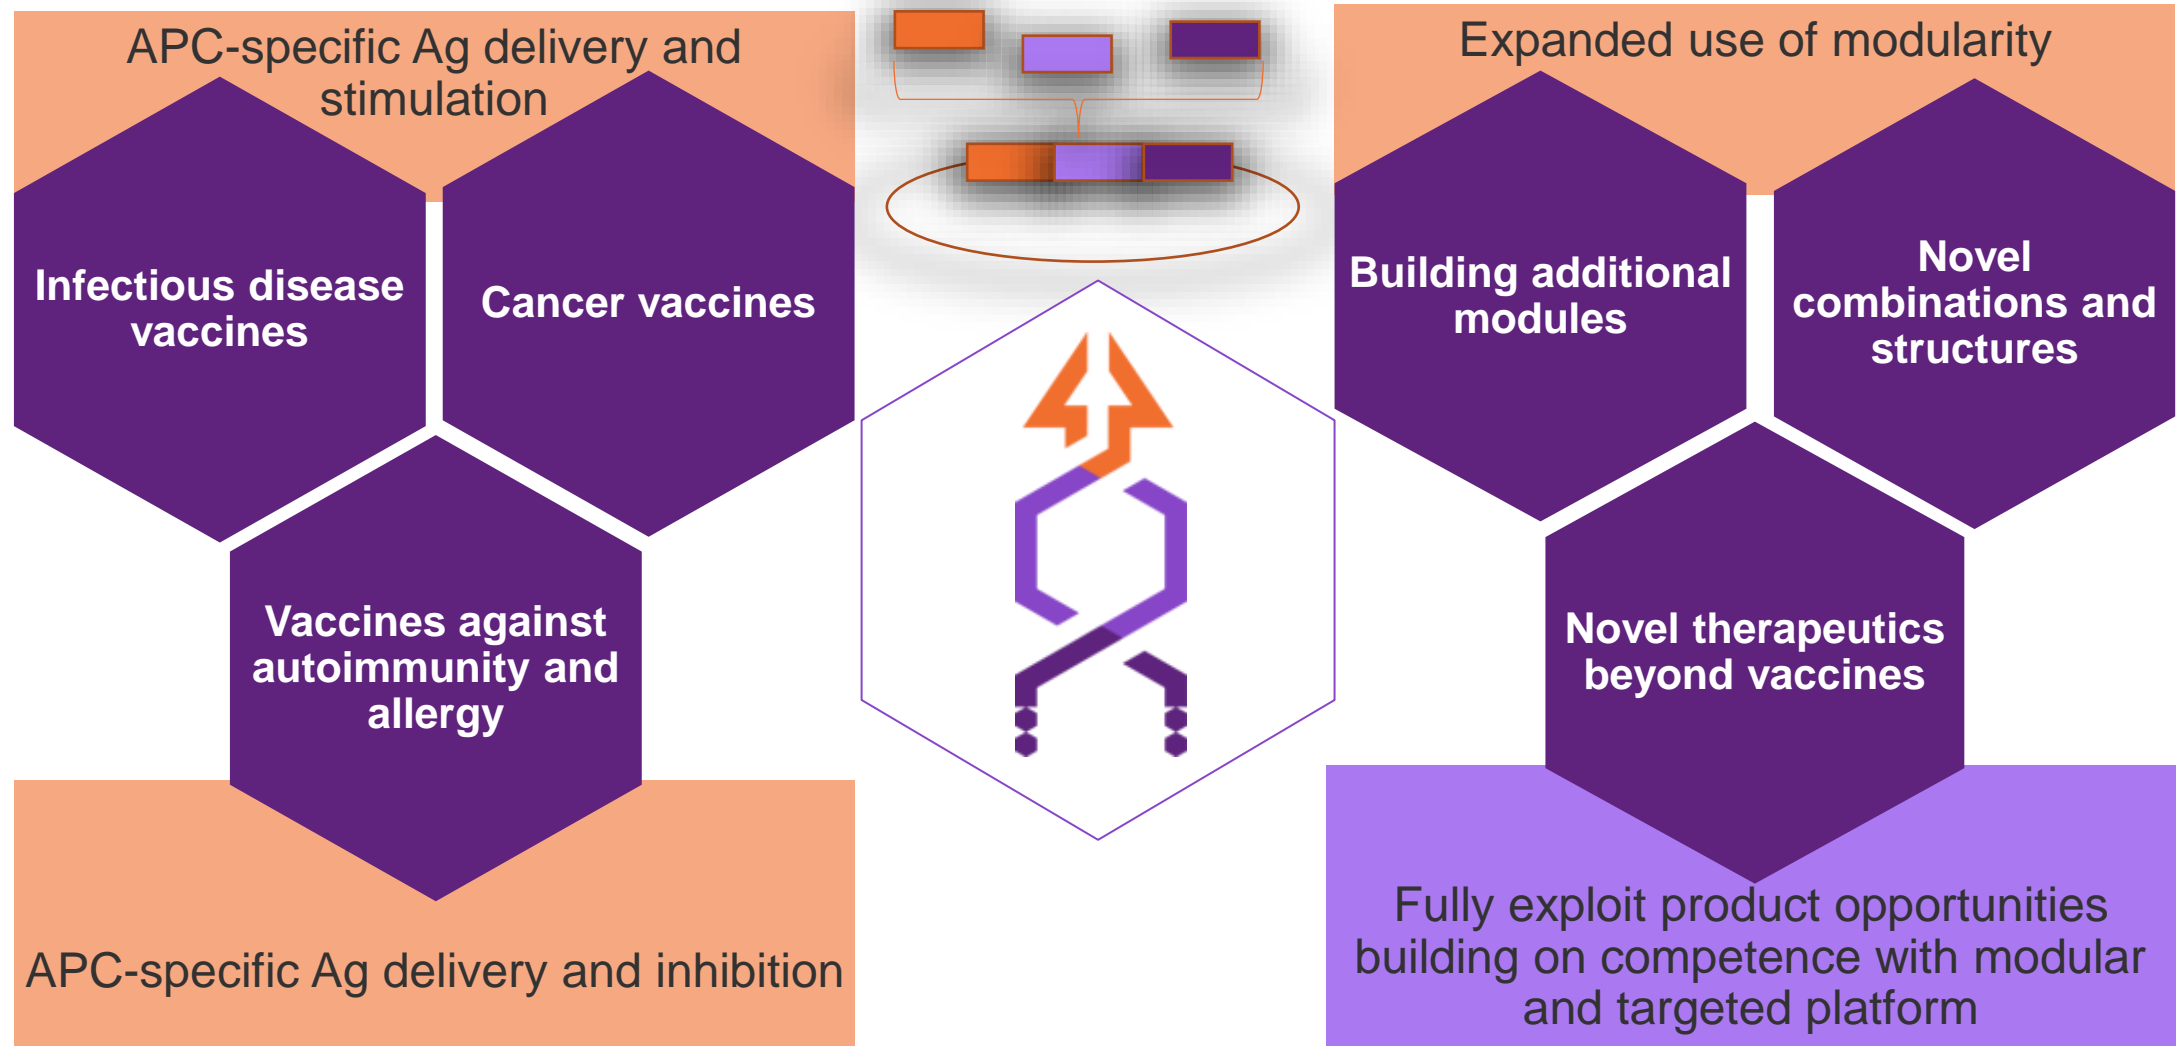 APC-specific Ag delivery and
stimulation
Infectious disease
vaccines
Cancer vaccines
Vaccines against
autoimmunity and
allergy
APC-specific Ag delivery and inhibition
Expanded use of modularity
Building additional
modules
Novel
combinations and
structures
Novel therapeutics
beyond vaccines
Fully exploit product opportunities
building on competence with modular
and targeted platform